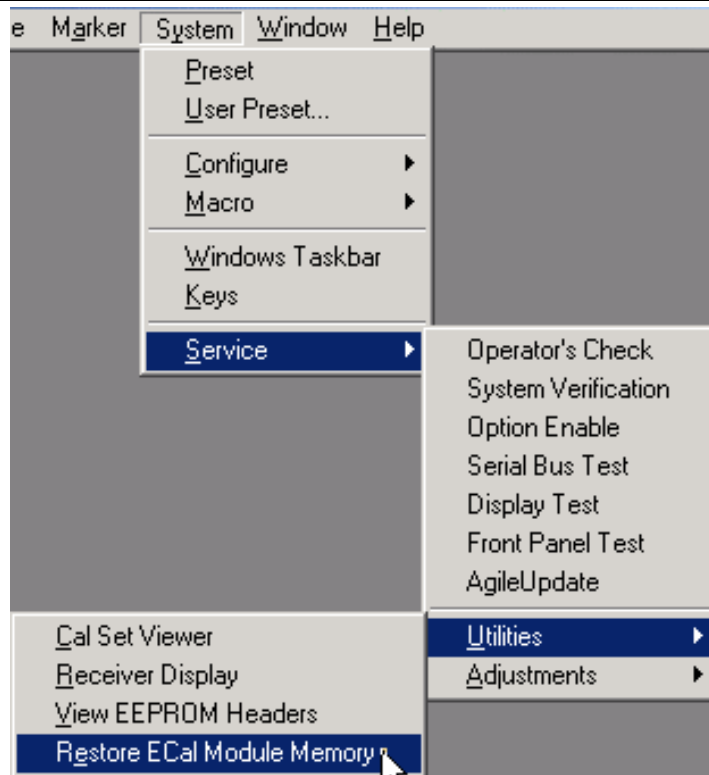 e Marker System Window Help
Preset
User Preset...
Configure
Macro
Windows Taskbar
Keys
Service
Operator's Check
System Verification
Option Enable
Serial Bus Test
Display Test
Front Panel Test
AgileUpdate
Utilities
Adjustments
Cal Set Viewer
Receiver Display
View EEPROM Headers
Restore ECal Module Memory